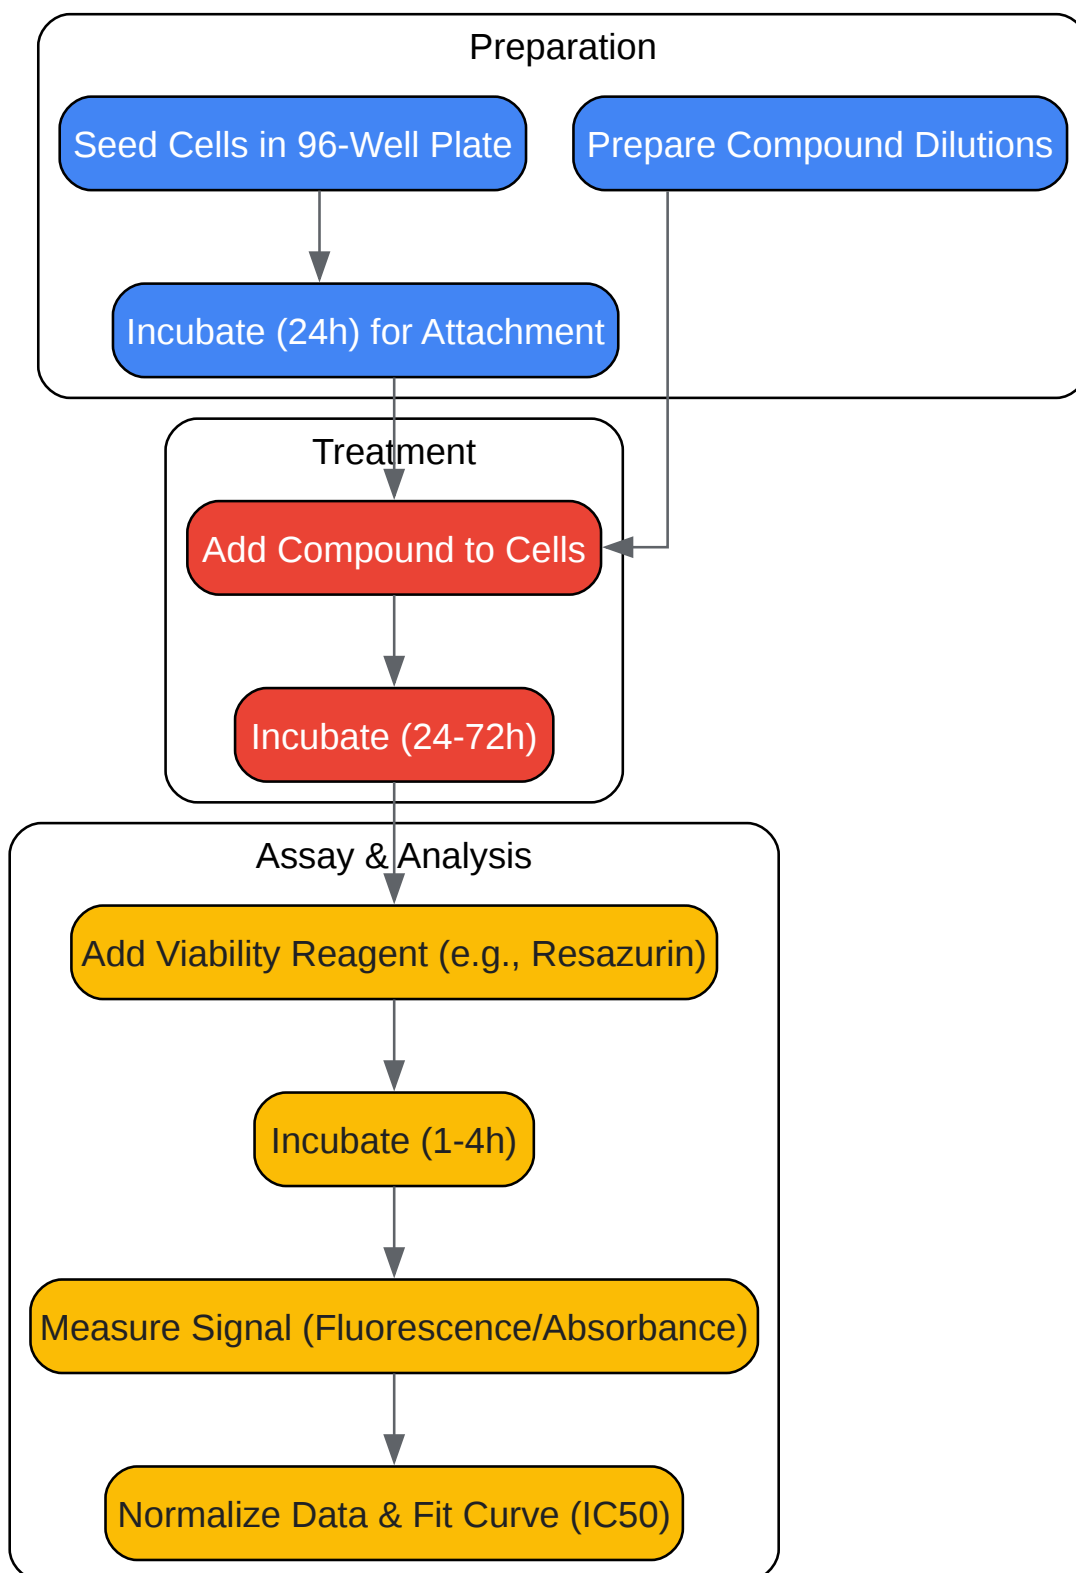 Preparation
Seed Cells in 96-Well Plate
Prepare Compound Dilutions
Incubate (24h) for Attachment
Treatment
Add Compound to Cells
Incubate (24-72h)
Assay & Analysis
Add Viability Reagent (e.g., Resazurin)
Incubate (1-4h)
Measure Signal (Fluorescence/Absorbance)
Normalize Data & Fit Curve (IC50)